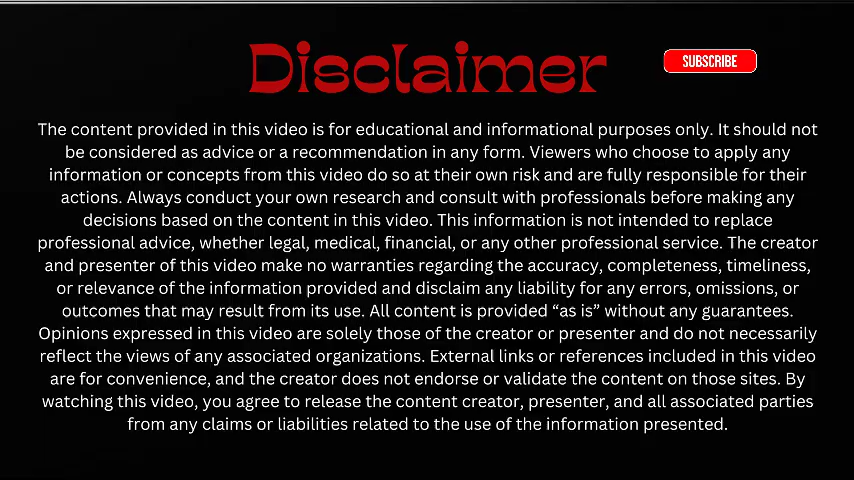 Disclaimer
SUBSCRIBE
The content provided in this video is for educational and informational purposes only. It should not
be considered as advice or a recommendation in any form. Viewers who choose to apply any
information or concepts from this video do so at their own risk and are fully responsible for their
actions. Always conduct your own research and consult with professionals before making any
decisions based on the content in this video. This information is not intended to replace
professional advice, whether legal, medical, financial, or any other professional service. The creator
and presenter of this video make no warranties regarding the accuracy, completeness, timeliness,
or relevance of the information provided and disclaim any liability for any errors, omissions, or
outcomes that may result from its use. All content is provided “as is” without any guarantees.
Opinions expressed in this video are solely those of the creator or presenter and do not necessarily
reflect the views of any associated organizations. External links or references included in this video
are for convenience, and the creator does not endorse or validate the content on those sites. By
watching this video, you agree to release the content creator, presenter, and all associated parties
from any claims or liabilities related to the use of the information presented.